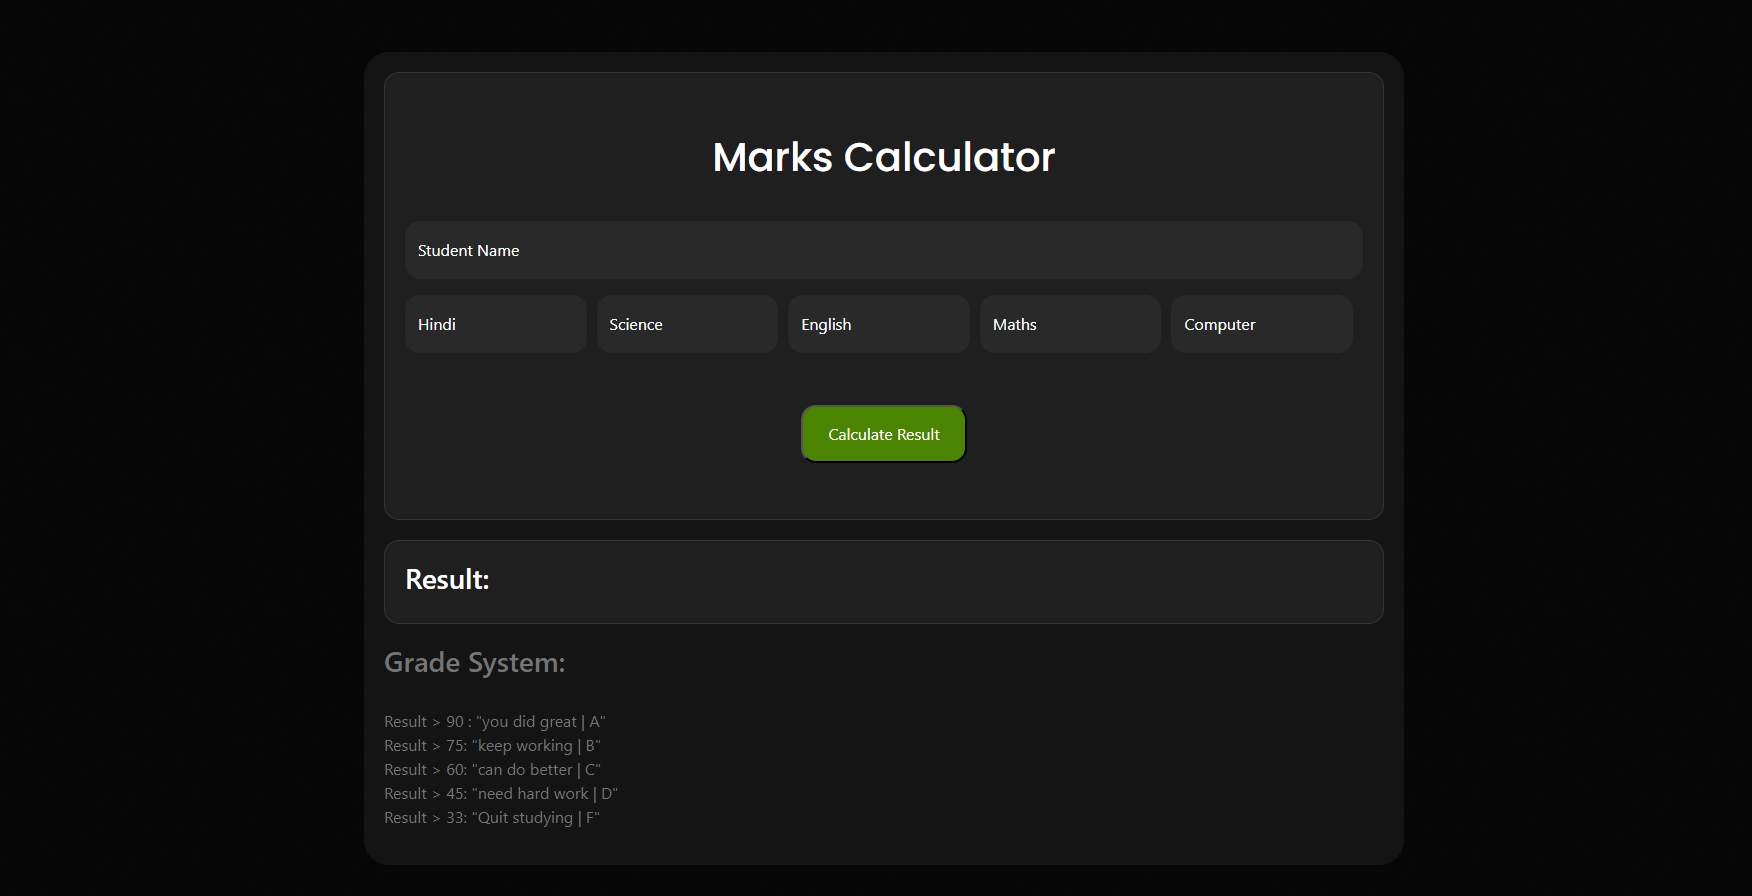 Marks Calculator
Student Name
Hindi Science English Maths Computer
Calculate Result
Result:
Grade System:
Result > 90 : "you did great | A"
Result > 75: "keep working | B"
Result > 60: "can do better | C"
Result > 45: "need hard work | D"
Result > 33: "Quit studying | F"